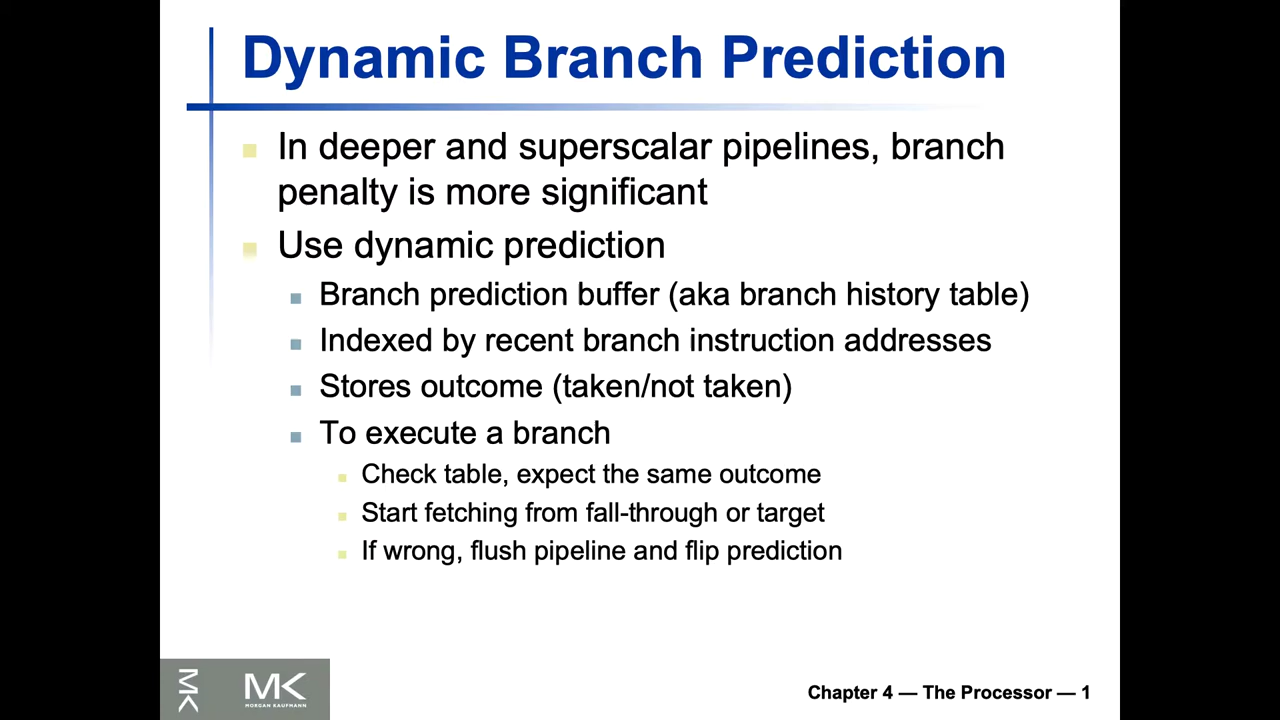 Dynamic Branch Prediction
In deeper and superscalar pipelines, branch
penalty is more significant
Use dynamic prediction
Branch prediction buffer (aka branch history table)
Indexed by recent branch instruction addresses
Stores outcome (taken/not taken)
To execute a branch
Check table, expect the same outcome
Start fetching from fall-through or target
If wrong, flush pipeline and flip prediction
MK
MK
MORGAN KAUFMANN
Chapter 4 — The Processor — 1